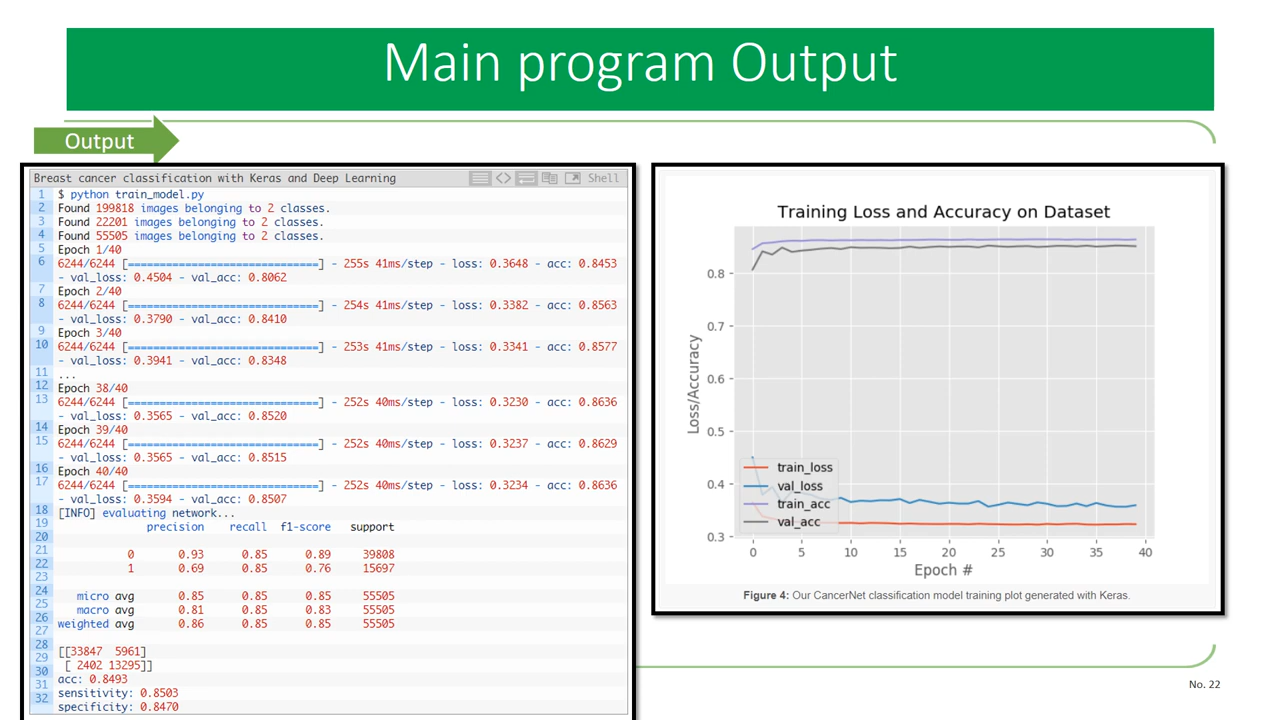 Main program Output
Output
Breast cancer classification with Keras and Deep Learning Shell
1 $ python train_model.py
2 Found 199818 images belonging to 2 classes.
3 Found 22201 images belonging to 2 classes.
4 Found 55505 images belonging to 2 classes.
5 Epoch 1/40
6 6244/6244 [==============================] - 255s 41ms/step - loss: 0.3648 - acc: 0.8453
- val_loss: 0.4504 - val_acc: 0.8062
7 Epoch 2/40
8 6244/6244 [==============================] - 254s 41ms/step - loss: 0.3382 - acc: 0.8563
- val_loss: 0.3790 - val_acc: 0.8410
9 Epoch 3/40
10 6244/6244 [==============================] - 253s 41ms/step - loss: 0.3341 - acc: 0.8577
- val_loss: 0.3941 - val_acc: 0.8348
11 ...
12 Epoch 38/40
13 6244/6244 [==============================] - 252s 40ms/step - loss: 0.3230 - acc: 0.8636
- val_loss: 0.3565 - val_acc: 0.8520
14 Epoch 39/40
15 6244/6244 [==============================] - 252s 40ms/step - loss: 0.3237 - acc: 0.8629
- val_loss: 0.3565 - val_acc: 0.8515
16 Epoch 40/40
17 6244/6244 [==============================] - 252s 40ms/step - loss: 0.3234 - acc: 0.8636
- val_loss: 0.3594 - val_acc: 0.8507
18 [INFO] evaluating network...
19 precision recall f1-score support
20
21 0 0.93 0.85 0.89 39808
22 1 0.69 0.85 0.76 15697
23
24 micro avg 0.85 0.85 0.85 55505
25 macro avg 0.81 0.85 0.83 55505
26 weighted avg 0.86 0.85 0.85 55505
27
28 [[33847 5961]
29 [ 2402 13295]]
30 acc: 0.8493
31 sensitivity: 0.8503
32 specificity: 0.8470
Training Loss and Accuracy on Dataset
Loss/Accuracy
0.8
0.7
0.6
0.5
0.4
0.3
train_loss
val_loss
train_acc
val_acc
0 5 10 15 20 25 30 35 40
Epoch #
Figure 4: Our CancerNet classification model training plot generated with Keras.
No. 22